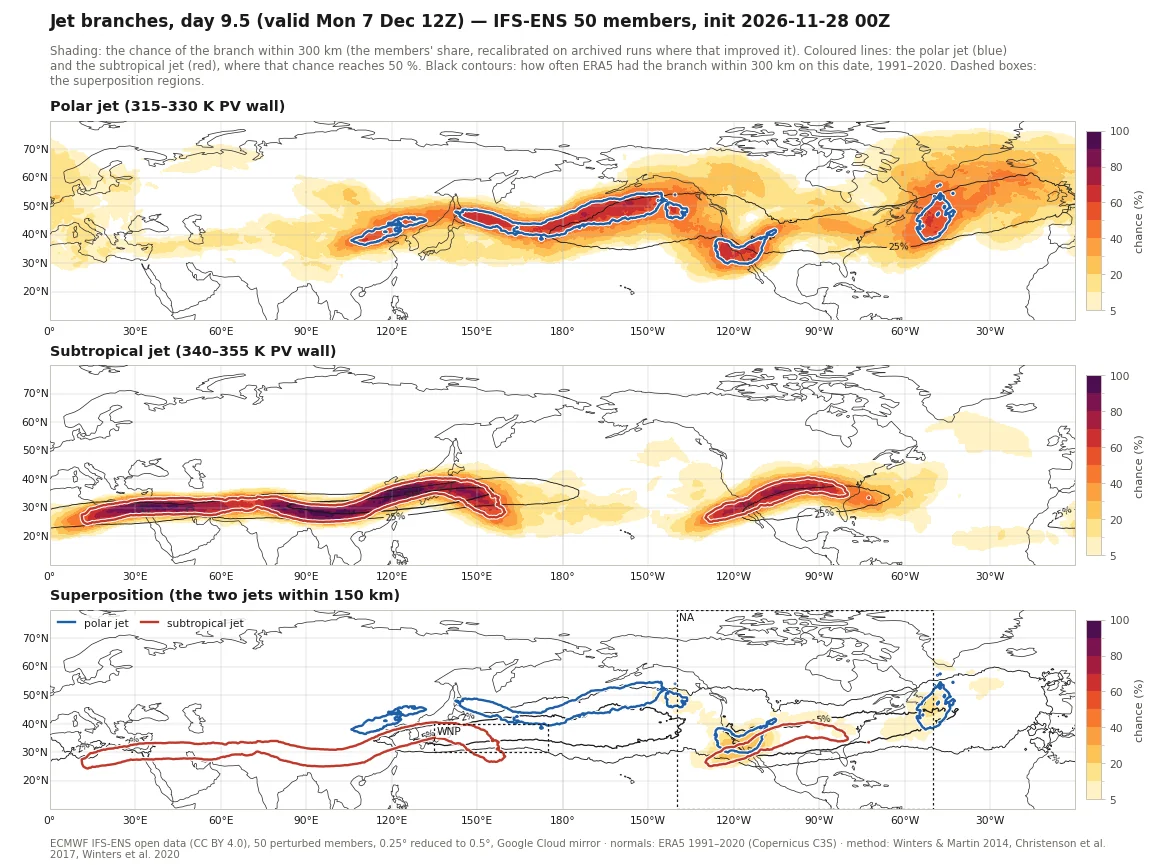 Jet branches, day 9.5 (valid Mon 7 Dec 12Z) — IFS-ENS 50 members, init 2026-11-28 00Z
Shading: the chance of the branch within 300 km (the members' share, recalibrated on archived runs where that improved it). Coloured lines: the polar jet (blue)
and the subtropical jet (red), where that chance reaches 50 %. Black contours: how often ERA5 had the branch within 300 km on this date, 1991–2020. Dashed boxes:
the superposition regions.
Polar jet (315–330 K PV wall)
70°N
60°N
50°N
40°N
30°N
20°N
25%
0°
30°E
60°E
90°E
120°E
150°E
180°
150°W
120°W
90°W
60°W
30°W
100
80
60
40
20
5
chance (%)
Subtropical jet (340–355 K PV wall)
70°N
60°N
50°N
40°N
30°N
20°N
25%
25%
25%
0°
30°E
60°E
90°E
120°E
150°E
180°
150°W
120°W
90°W
60°W
30°W
100
80
60
40
20
5
chance (%)
Superposition (the two jets within 150 km)
polar jet
subtropical jet
NA
WNP
70°N
60°N
50°N
40°N
30°N
20°N
2%
5%
2%
0°
30°E
60°E
90°E
120°E
150°E
180°
150°W
120°W
90°W
60°W
30°W
100
80
60
40
20
5
chance (%)
ECMWF IFS-ENS open data (CC BY 4.0), 50 perturbed members, 0.25° reduced to 0.5°, Google Cloud mirror · normals: ERA5 1991–2020 (Copernicus C3S) · method: Winters & Martin 2014, Christenson et al.
2017, Winters et al. 2020